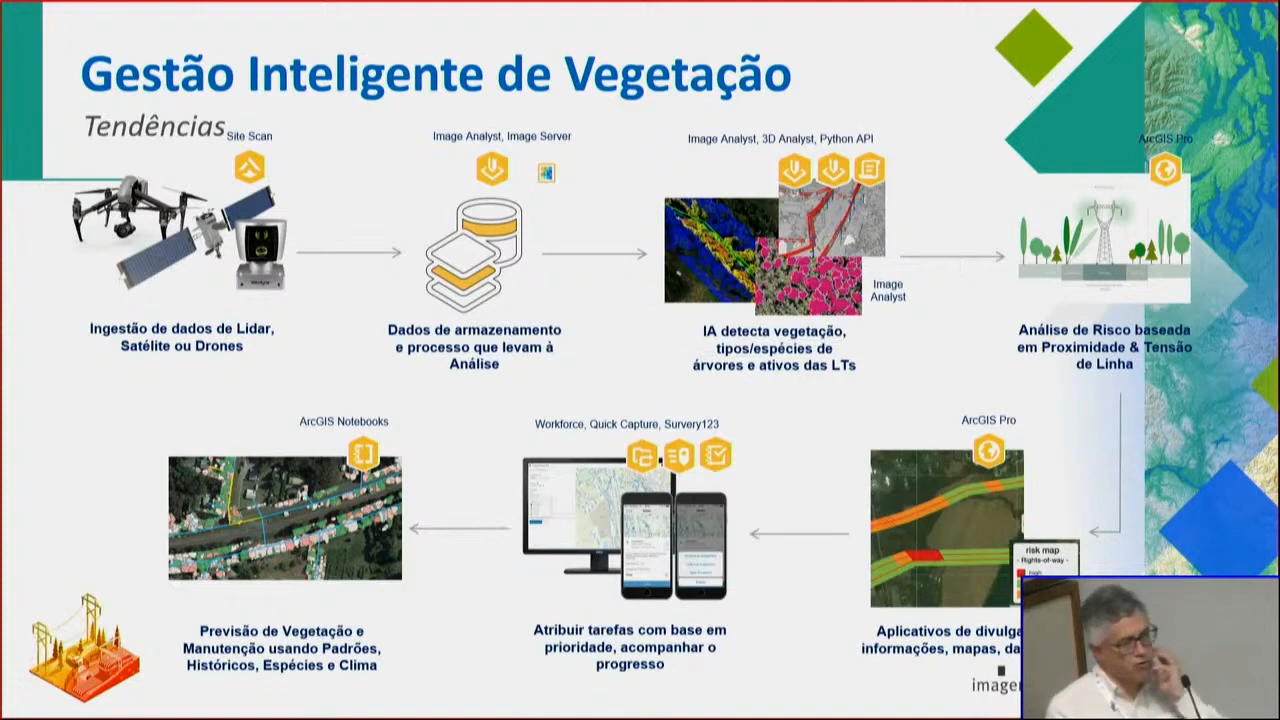 Gestão Inteligente de Vegetação
Tendências
Site Scan
Image Analyst, Image Server
Image Analyst, 3D Analyst, Python API
ArcGIS Pro
Image
Analyst
Ingestão de dados de Lidar,
Satélite ou Drones
Dados de armazenamento
e processo que levam à
Análise
IA detecta vegetação,
tipos/espécies de
árvores e ativos das LTs
Análise de Risco baseada
em Proximidade & Tensão
de Linha
ArcGIS Notebooks
Workforce, Quick Capture, Survery123
ArcGIS Pro
risk map
- Rights-of-way -
high
Previsão de Vegetação e
Manutenção usando Padrões,
Históricos, Espécies e Clima
Atribuir tarefas com base em
prioridade, acompanhar o
progresso
Aplicativos de divulga
informações, mapas, da
image